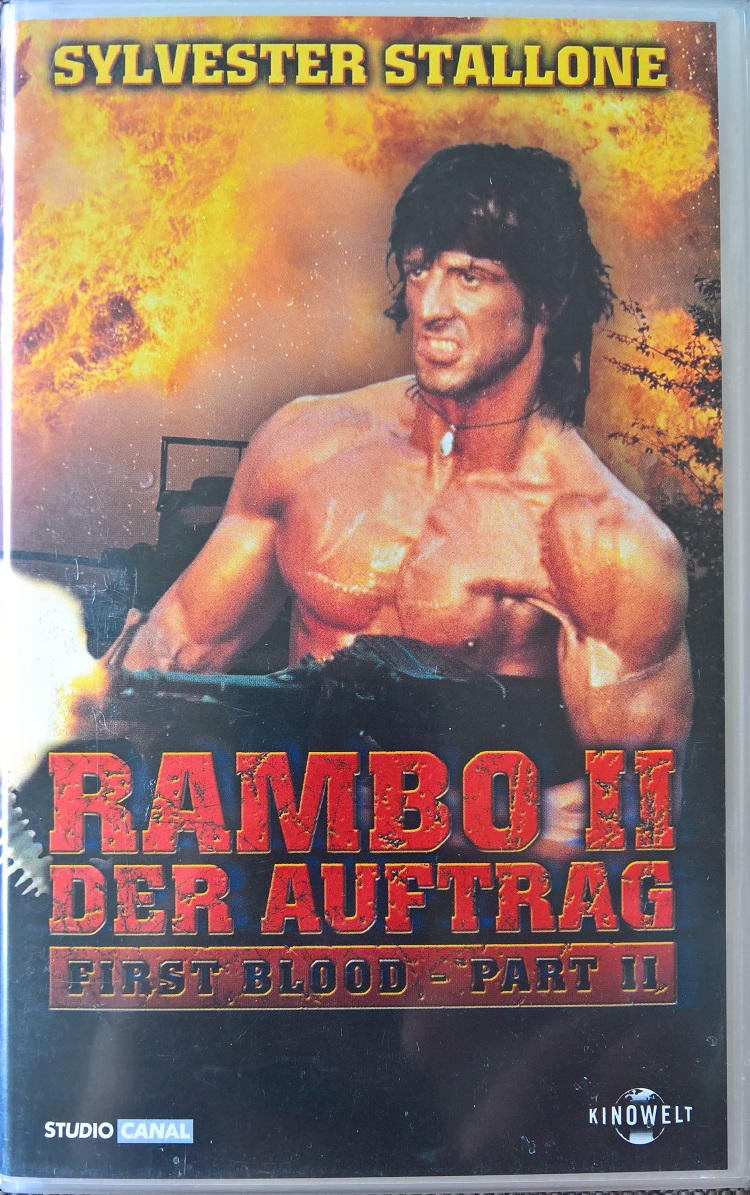 SYLVESTER STALLONE
RAMBO II
DER AUFTRAG
FIRST BLOOD - PART II
STUDIO CANAL
KINOWELT